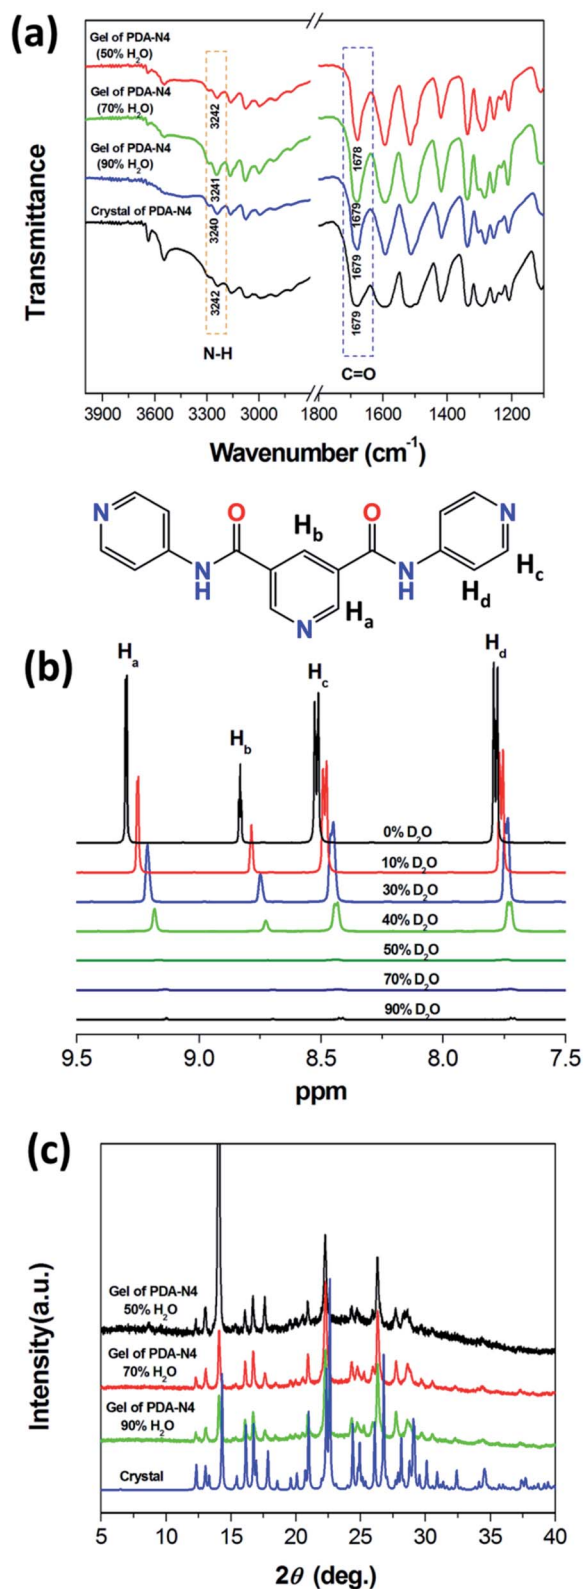 (a)
Gel of PDA-N4
(50% H2O)
Gel of PDA-N4
(70% H2O)
Gel of PDA-N4
(90% H2O)
Crystal of PDA-N4
3242
3241
3240
3242
1678
1679
1679
1679
N-H
C=O
Transmittance
3900 3600 3300 3000 1800 1600 1400 1200
Wavenumber (cm-1)
N O Hb O N
N H N H Hc
Hd
N Ha
(b)
Ha
Hb
Hc
Hd
0% D2O
10% D2O
30% D2O
40% D2O
50% D2O
70% D2O
90% D2O
9.5 9.0 8.5 8.0 7.5
ppm
(c)
Gel of PDA-N4
50% H2O
Gel of PDA-N4
70% H2O
Gel of PDA-N4
90% H2O
Crystal
Intensity(a.u.)
5 10 15 20 25 30 35 40
2θ (deg.)